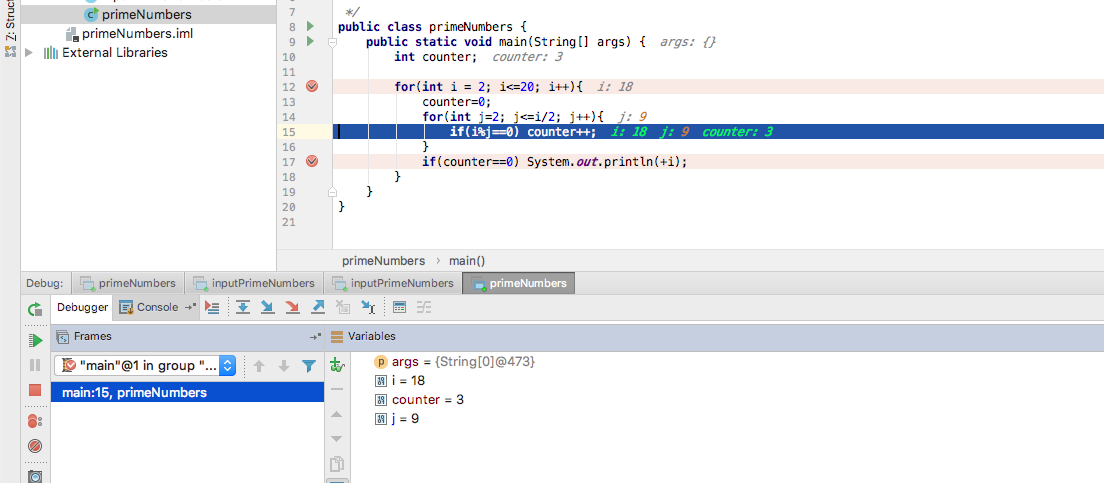 Z: Struct
primeNumbers
primeNumbers.iml
External Libraries
7 */
8 public class primeNumbers {
9 public static void main(String[] args) { args: {}
10 int counter; counter: 3
11
12 for(int i = 2; i<=20; i++){ i: 18
13 counter=0;
14 for(int j=2; j<=i/2; j++){ j: 9
15 if(i%j==0) counter++; i: 18 j: 9 counter: 3
16 }
17 if(counter==0) System.out.println(+i);
18 }
19 }
20 }
21
primeNumbers › main()
Debug: primeNumbers inputPrimeNumbers inputPrimeNumbers primeNumbers
Debugger Console
Frames Variables
"main"@1 in group "...
main:15, primeNumbers
args = {String[0]@473}
i = 18
counter = 3
j = 9